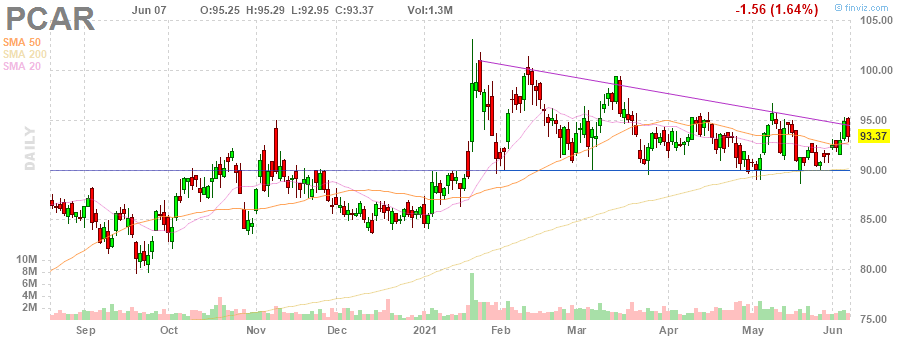 PCAR Jun 07 O:95.25 H:95.29 L:92.95 C:93.37 Vol:1.3M -1.56 (1.64%) finviz.com
SMA 50
SMA 200
SMA 20
DAILY
105.00
100.00
95.00
93.37
90.00
85.00
80.00
75.00
10M
8M
6M
4M
2M
Sep Oct Nov Dec 2021 Feb Mar Apr May Jun